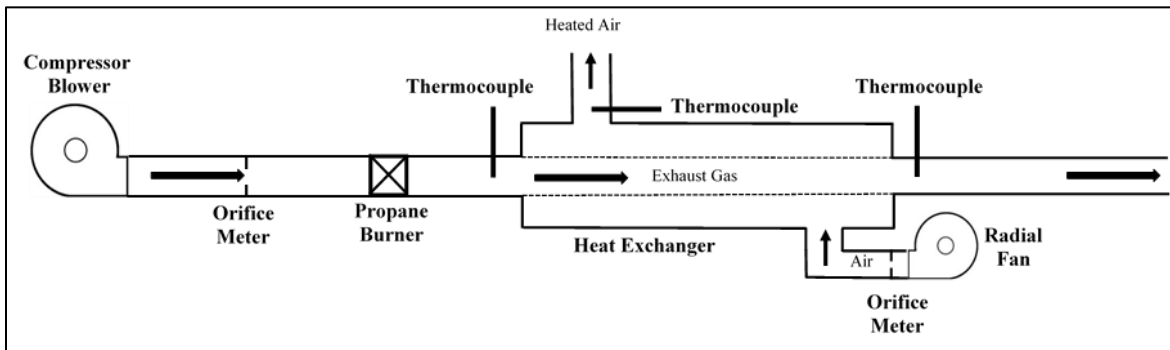 Heated Air
Compressor
Blower
Thermocouple
Thermocouple
Thermocouple
Exhaust Gas
Orifice
Meter
Propane
Burner
Heat Exchanger
Air
Radial
Fan
Orifice
Meter